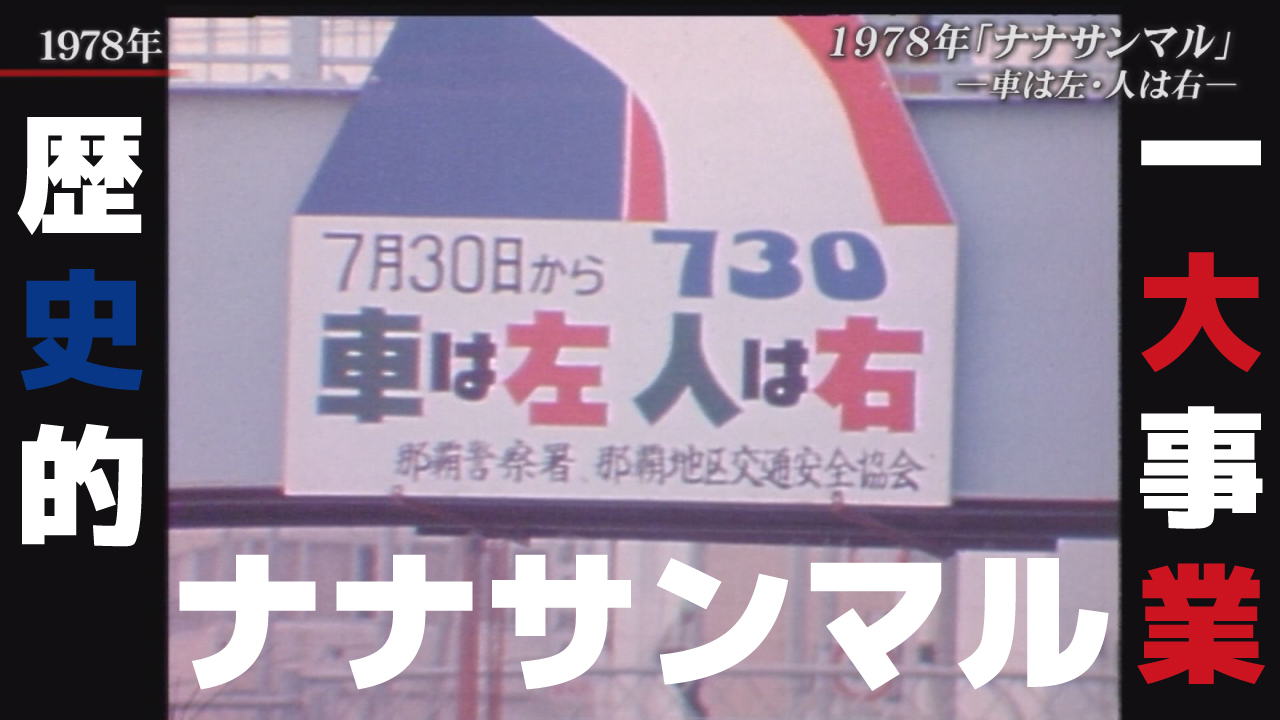 1978年
1978年「ナナサンマル」
―車は左・人は右―
歴史的
一大事業
7月30日から 730
車は左 人は右
那覇警察署、那覇地区交通安全協会
ナナサンマル